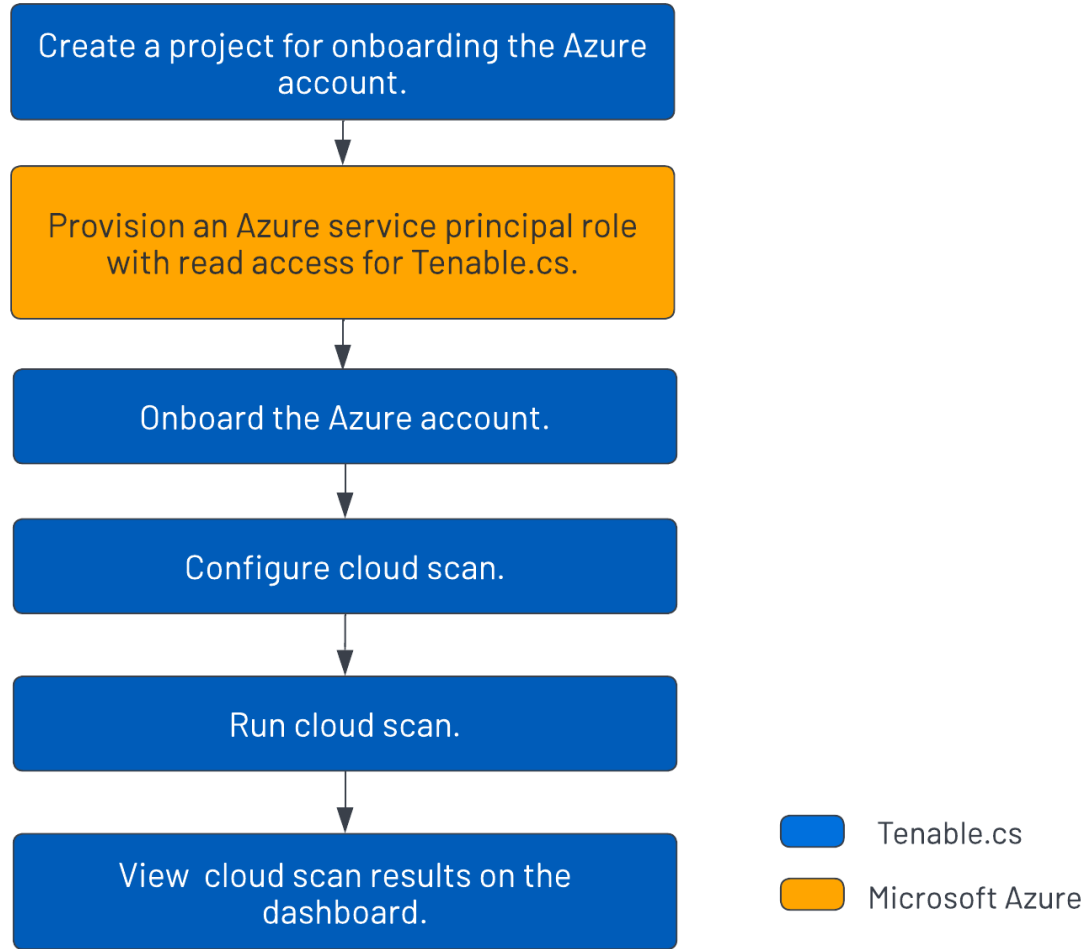 Create a project for onboarding the Azure
account.
Provision an Azure service principal role
with read access for Tenable.cs.
Onboard the Azure account.
Configure cloud scan.
Run cloud scan.
View cloud scan results on the
dashboard.
Tenable.cs
Microsoft Azure